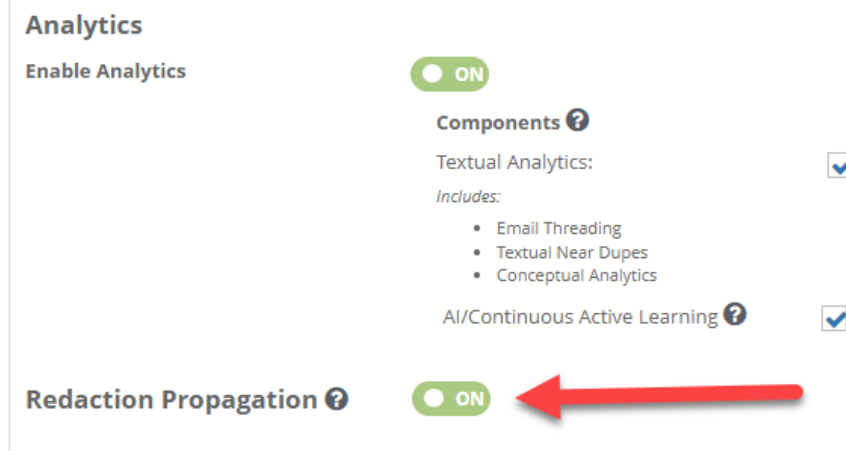 Analytics
Enable Analytics ON
Components ?
Textual Analytics:
Includes:
Email Threading
Textual Near Dupes
Conceptual Analytics
AI/Continuous Active Learning ?
Redaction Propagation ? ON